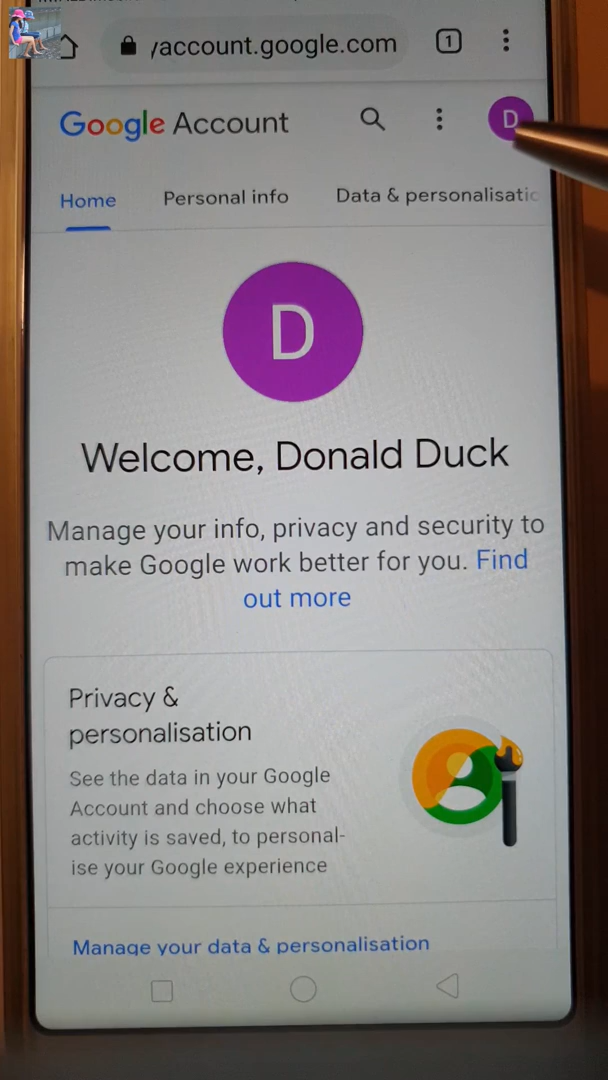 /account.google.com
1
Google Account
D
Home
Personal info
Data & personalisatio
D
Welcome, Donald Duck
Manage your info, privacy and security to
make Google work better for you. Find
out more
Privacy &
personalisation
See the data in your Google
Account and choose what
activity is saved, to personal-
ise your Google experience
Manage your data & personalisation